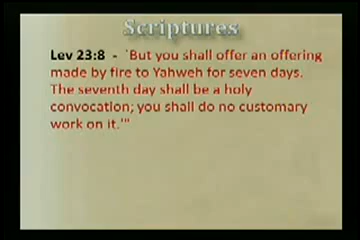 Scriptures
Lev 23:8 - `But you shall offer an offering
made by fire to Yahweh for seven days.
The seventh day shall be a holy
convocation; you shall do no customary
work on it.'"